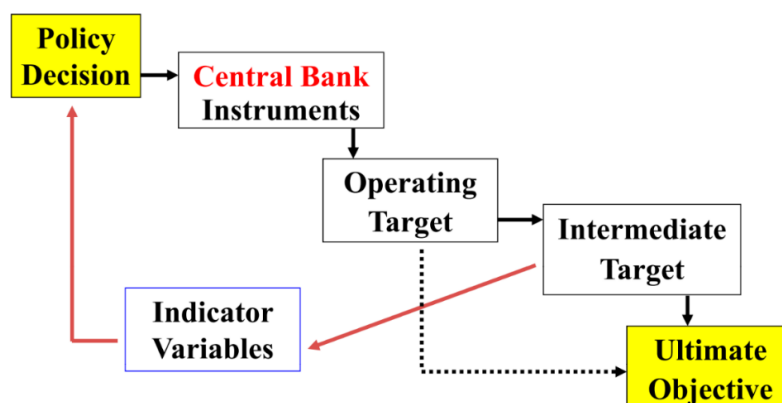 Policy
Decision
Central Bank
Instruments
Operating
Target
Intermediate
Target
Indicator
Variables
Ultimate
Objective